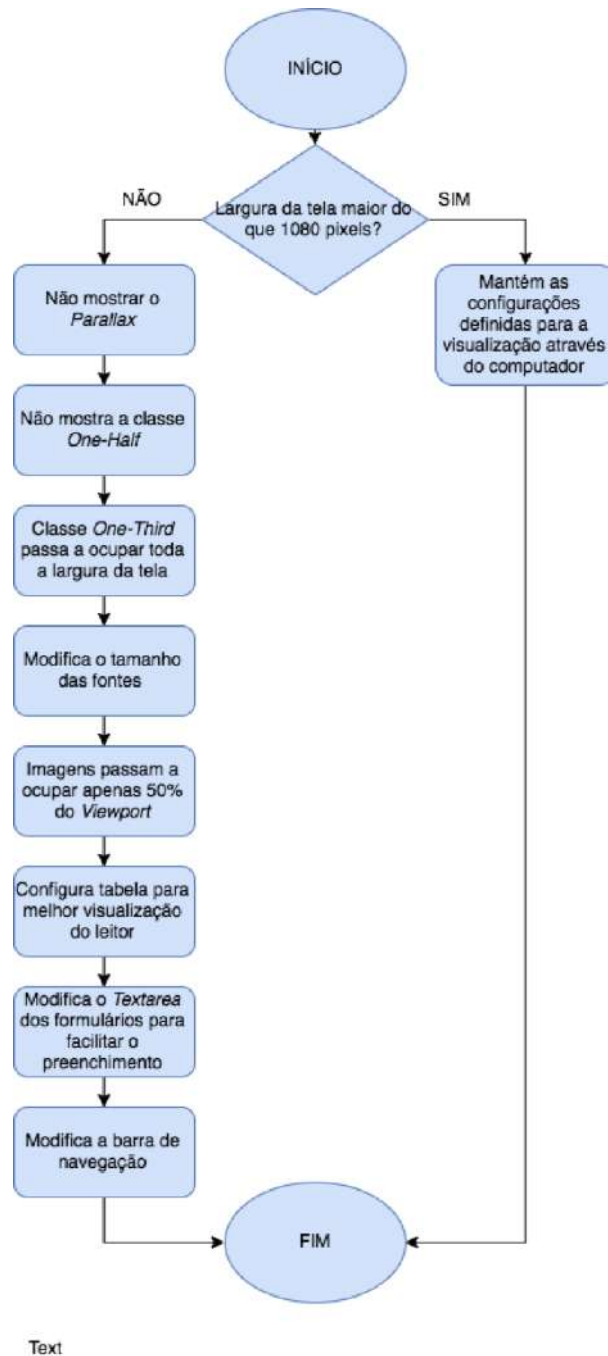 INÍCIO
NÃO
Largura da tela maior do
que 1080 pixels?
SIM
Não mostrar o
Parallax
Mantém as
configurações
definidas para a
visualização através
do computador
Não mostra a classe
One-Half
Classe One-Third
passa a ocupar toda
a largura da tela
Modifica o tamanho
das fontes
Imagens passam a
ocupar apenas 50%
do Viewport
Configura tabela para
melhor visualização
do leitor
Modifica o Textarea
dos formulários para
facilitar o
preenchimento
Modifica a barra de
navegação
FIM
Text